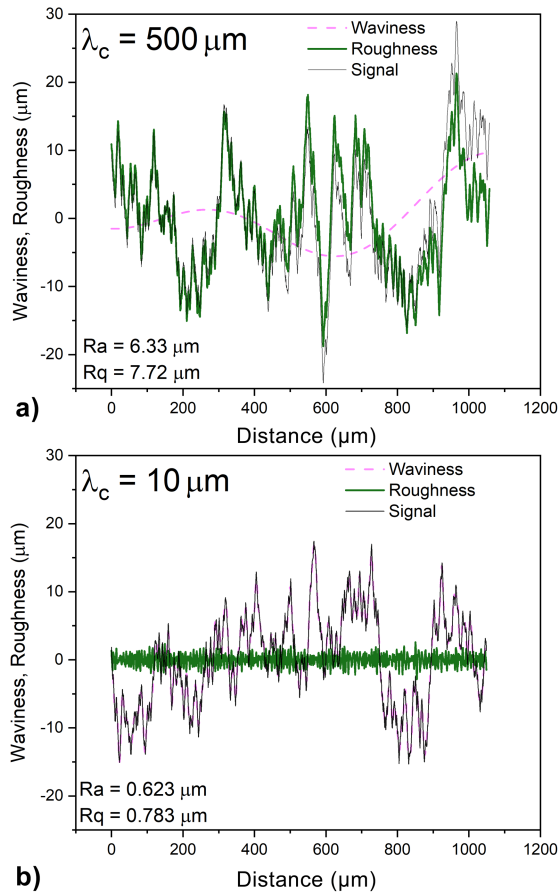 a)
λc = 500 μm
Waviness
Roughness
Signal
Waviness, Roughness (μm)
30
20
10
0
-10
-20
Ra = 6.33 μm
Rq = 7.72 μm
0 200 400 600 800 1000 1200
Distance (μm)
b)
λc = 10 μm
Waviness
Roughness
Signal
Waviness, Roughness (μm)
30
20
10
0
-10
-20
Ra = 0.623 μm
Rq = 0.783 μm
0 200 400 600 800 1000 1200
Distance (μm)